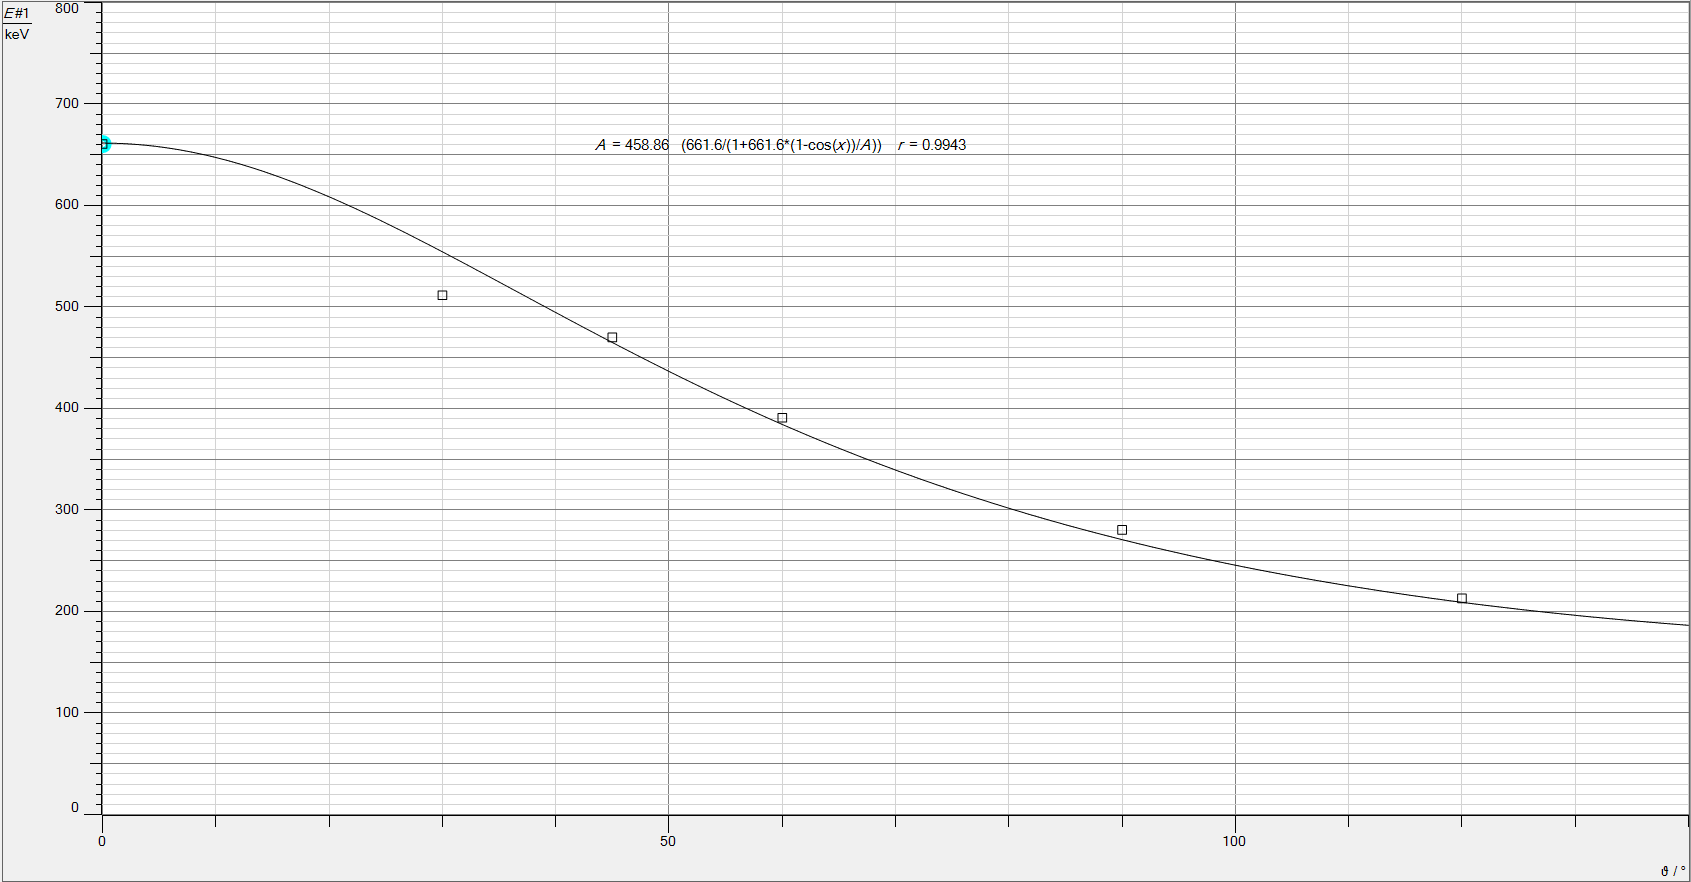 E#1
keV
800
700
600
500
400
300
200
100
0
A = 458.86 (661.6/(1+661.6*(1-cos(x))/A)) r = 0.9943
0 50 100
ϑ / °